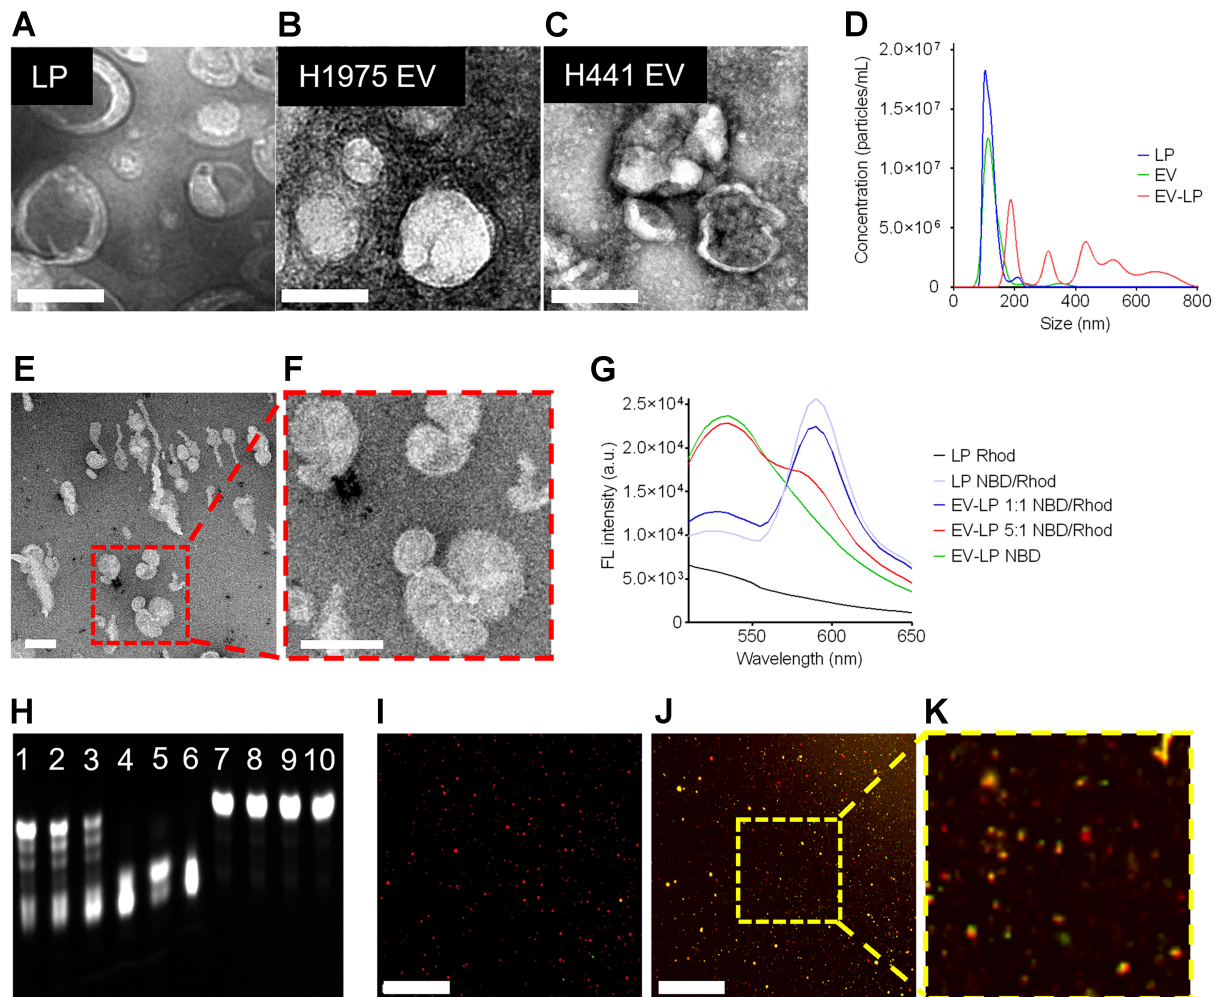 A
B
C
D
LP
H1975 EV
H441 EV
Concentration (particles/mL)
2.0×10⁷
1.5×10⁷
1.0×10⁷
5.0×10⁶
0
0
200
400
600
800
Size (nm)
LP
EV
EV-LP
E
F
G
FL intensity (a.u.)
2.5×10⁴
2.0×10⁴
1.5×10⁴
1.0×10⁴
5.0×10³
0
550
600
650
Wavelength (nm)
LP Rhod
LP NBD/Rhod
EV-LP 1:1 NBD/Rhod
EV-LP 5:1 NBD/Rhod
EV-LP NBD
H
I
J
K
1 2 3 4 5 6 7 8 9 10